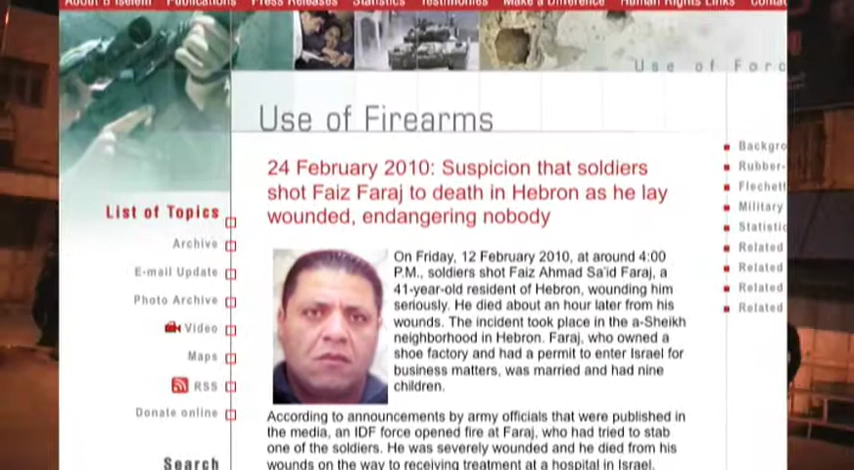 About B'Tselem Publications Press Releases Statistics Testimonies Make a Difference Human Rights Links
Use of
Use of Firearms
24 February 2010: Suspicion that soldiers
shot Faiz Faraj to death in Hebron as he lay
wounded, endangering nobody
On Friday, 12 February 2010, at around 4:00
P.M., soldiers shot Faiz Ahmad Sa'id Faraj, a
41-year-old resident of Hebron, wounding him
seriously. He died about an hour later from his
wounds. The incident took place in the a-Sheikh
neighborhood in Hebron. Faraj, who owned a
shoe factory and had a permit to enter Israel for
business matters, was married and had nine
children.
According to announcements by army officials that were published in
the media, an IDF force opened fire at Faraj, who had tried to stab
one of the soldiers. He was severely wounded and he died from his
wounds on the way to receiving treatment at a hospital in Israel.
List of Topics
Archive
E-mail Update
Photo Archive
Video
Maps
RSS
Donate online
Search
Military
Related
Related
Related
Related